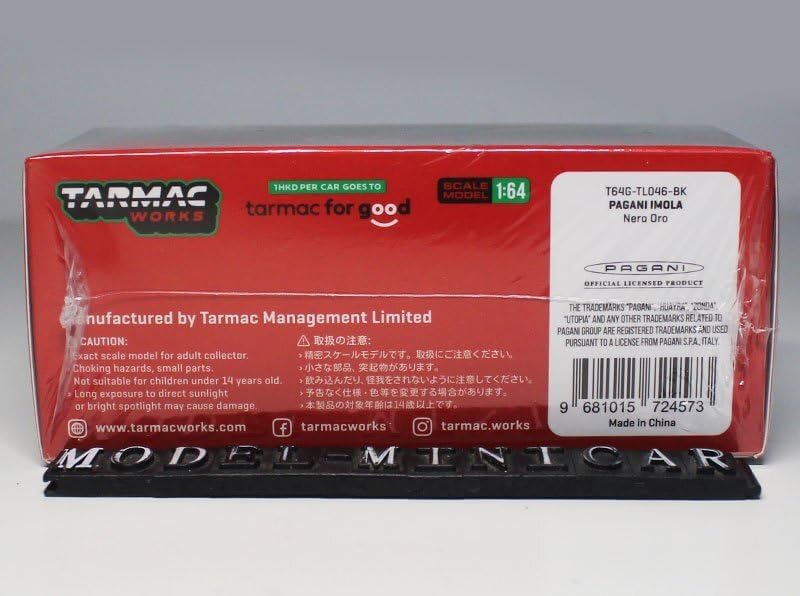 TARMAC
WORKS
1HKD PER CAR GOES TO
tarmac for good
SCALE
MODEL 1:64
T64G-TL046-BK
PAGANI IMOLA
Nero Oro
PAGANI
OFFICIAL LICENSED PRODUCT
THE TRADEMARKS "PAGANI", "HUAYRA", "ZONDA",
"UTOPIA" AND ANY OTHER TRADEMARKS RELATED TO
PAGANI GROUP ARE REGISTERED TRADEMARKS AND USED
PURSUANT TO A LICENSE FROM PAGANI S.P.A., ITALY.
9 681015 724573
Made in China
Manufactured by Tarmac Management Limited
CAUTION:
Exact scale model for adult collector.
Choking hazards, small parts.
Not suitable for children under 14 years old.
Long exposure to direct sunlight
or bright spotlight may cause damage.
取扱の注意:
精密スケールモデルです。取扱にご注意ください。
小さな部品、突起物があります。
飲み込んだり、怪我をされないように注意してください。
予告なく仕様・色等を変更する場合があります。
本製品の対象年齢は14歳以上です。
www.tarmacworks.com
tarmacworks
tarmac.works
MODEL-MINICAR